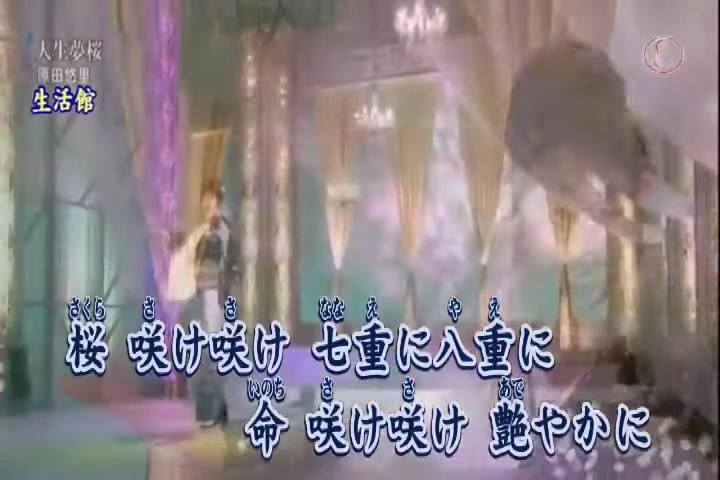 人生夢桜
原田悠里
生活館
さくら さ さ ななえ やえ
桜 咲け咲け 七重に八重に
いのち さ さ あで
命 咲け咲け 艶やかに